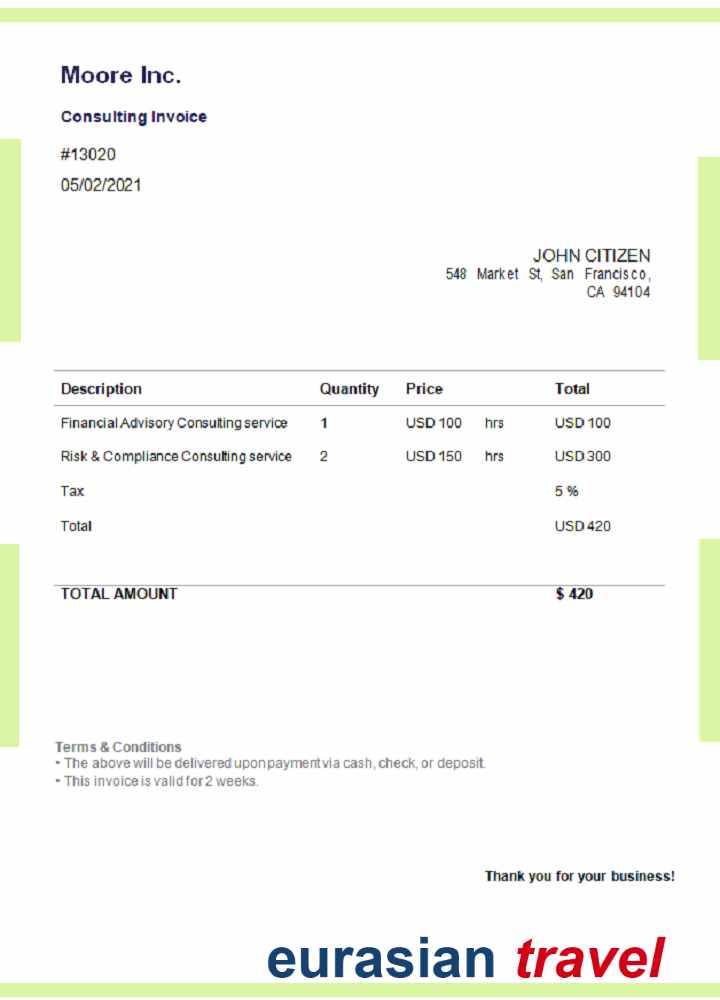 Moore Inc.
Consulting Invoice
#13020
05/02/2021
JOHN CITIZEN
548 Market St, San Francisco,
CA 94104
Description Quantity Price Total
Financial Advisory Consulting service 1 USD 100 hrs USD 100
Risk & Compliance Consulting service 2 USD 150 hrs USD 300
Tax 5 %
Total USD 420
TOTAL AMOUNT $ 420
Terms & Conditions
• The above will be delivered upon payment via cash, check, or deposit.
• This invoice is valid for 2 weeks.
Thank you for your business!
eurasian travel